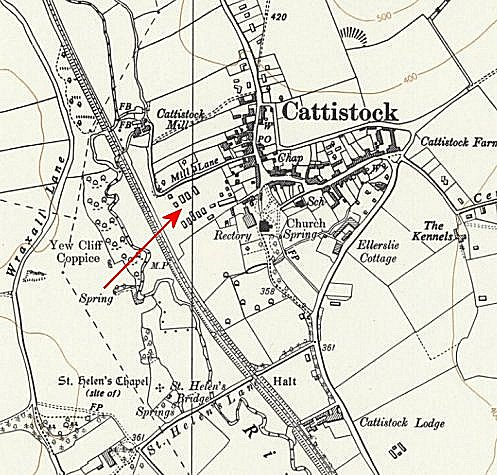 420
500
400
FB
FB
Cattistock
Mill
Cattistock
W
PO
Mill Lane
Chap
Cattistock Farm
Wraxall Lane
Sch
Church
Rectory
Spring
FP
Ellerslie
Cottage
The
Kennels
Yew Cliff
Coppice
M.P.
Spring
358
361
St. Helen's Chapel
(site of)
FP
St. Helen's
Bridge
Springs
Halt
St. Helen's Lane
361
Cattistock Lodge
R i